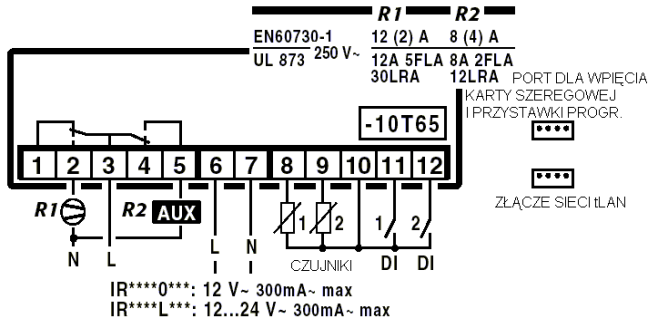 R1 R2
EN60730-1 250 V~ 12 (2) A 8 (4) A
UL 873 12A 5FLA 8A 2FLA
30LRA 12LRA
PORT DLA WPIĘCIA
KARTY SZEREGOWEJ
I PRZYSTAWKI PROGR.
-10T65
1 2 3 4 5 6 7 8 9 10 11 12
ZŁĄCZE SIECI tLAN
R1 R2 AUX 1 2 1 2
N L L N CZUJNIKI DI DI
IR****0***: 12 V~ 300mA~ max
IR****L***: 12...24 V~ 300mA~ max